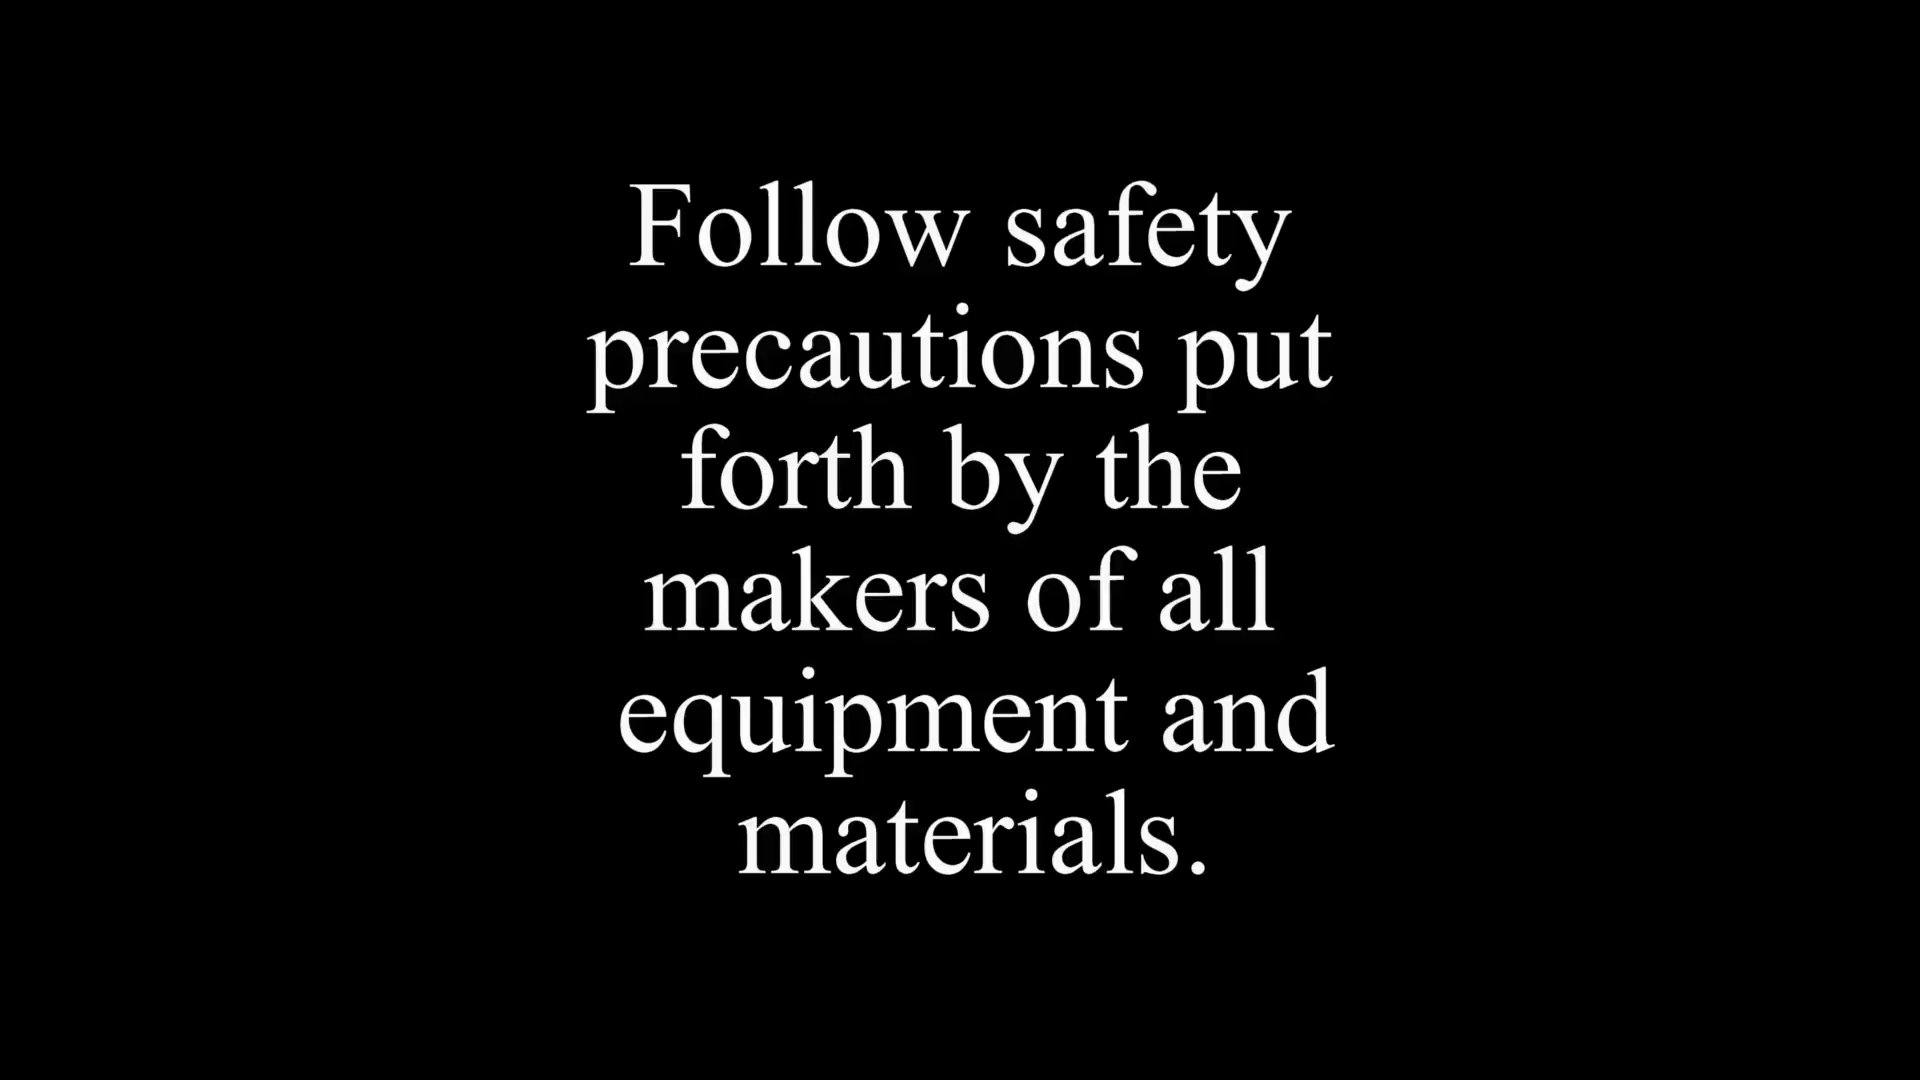 Follow safety
precautions put
forth by the
makers of all
equipment and
materials.